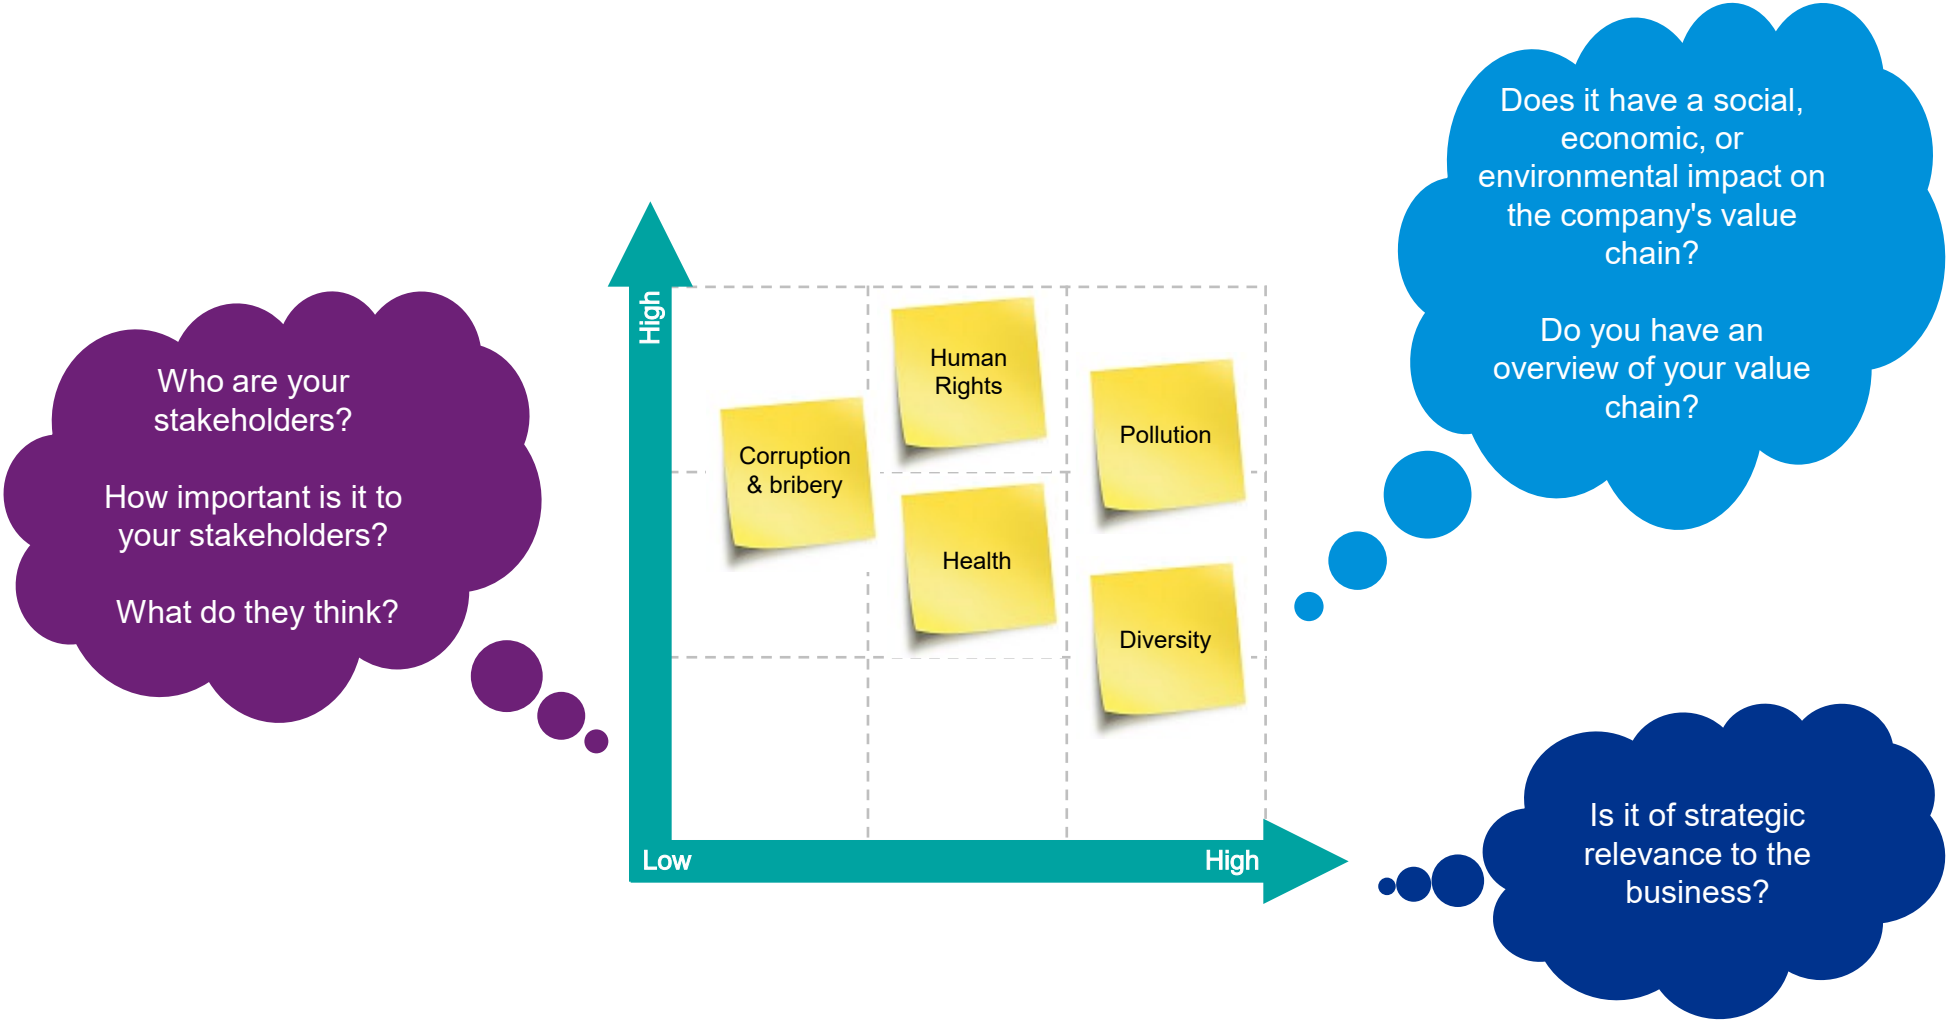 Who are your
stakeholders?
How important is it to
your stakeholders?
What do they think?
High
Low
High
Corruption
& bribery
Human
Rights
Health
Pollution
Diversity
Does it have a social,
economic, or
environmental impact on
the company's value
chain?
Do you have an
overview of your value
chain?
Is it of strategic
relevance to the
business?